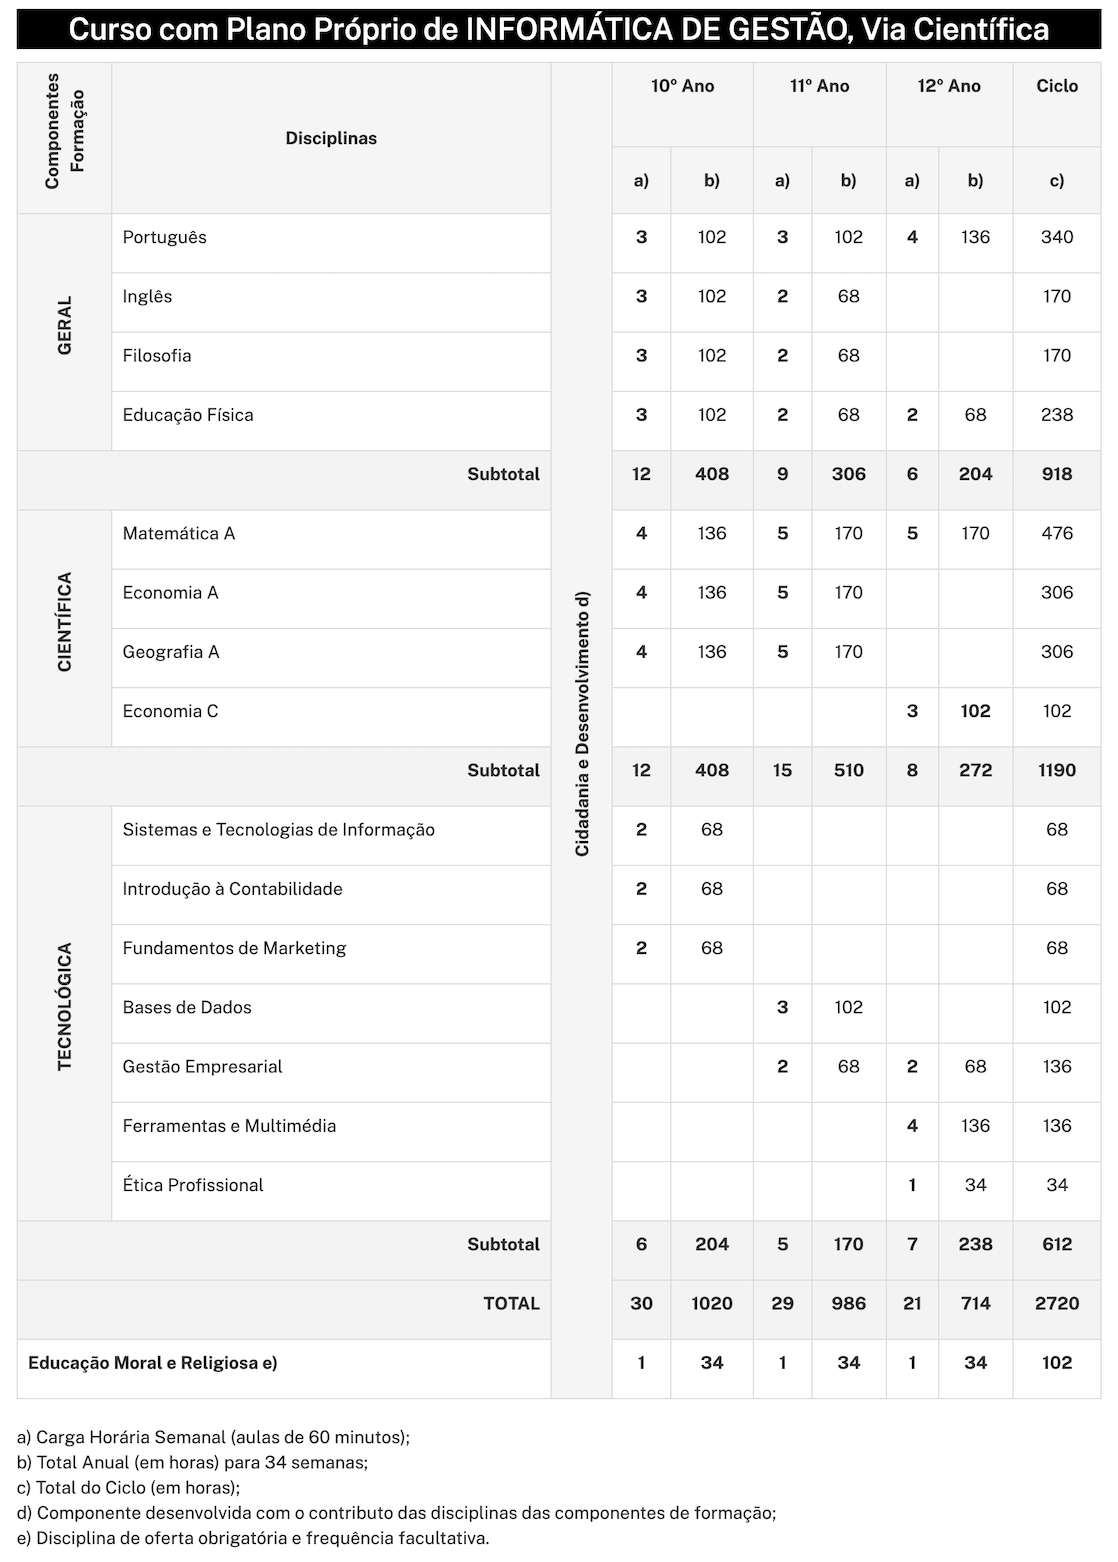 Curso com Plano Próprio de INFORMÁTICA DE GESTÃO, Via Científica
Componentes Formação
Disciplinas
Cidadania e Desenvolvimento d)
10º Ano 11º Ano 12º Ano Ciclo
a) b) a) b) a) b) c)
GERAL
Português 3 102 3 102 4 136 340
Inglês 3 102 2 68 170
Filosofia 3 102 2 68 170
Educação Física 3 102 2 68 2 68 238
Subtotal 12 408 9 306 6 204 918
CIENTÍFICA
Matemática A 4 136 5 170 5 170 476
Economia A 4 136 5 170 306
Geografia A 4 136 5 170 306
Economia C 3 102 102
Subtotal 12 408 15 510 8 272 1190
TECNOLÓGICA
Sistemas e Tecnologias de Informação 2 68 68
Introdução à Contabilidade 2 68 68
Fundamentos de Marketing 2 68 68
Bases de Dados 3 102 102
Gestão Empresarial 2 68 2 68 136
Ferramentas e Multimédia 4 136 136
Ética Profissional 1 34 34
Subtotal 6 204 5 170 7 238 612
TOTAL 30 1020 29 986 21 714 2720
Educação Moral e Religiosa e) 1 34 1 34 1 34 102
a) Carga Horária Semanal (aulas de 60 minutos);
b) Total Anual (em horas) para 34 semanas;
c) Total do Ciclo (em horas);
d) Componente desenvolvida com o contributo das disciplinas das componentes de formação;
e) Disciplina de oferta obrigatória e frequência facultativa.